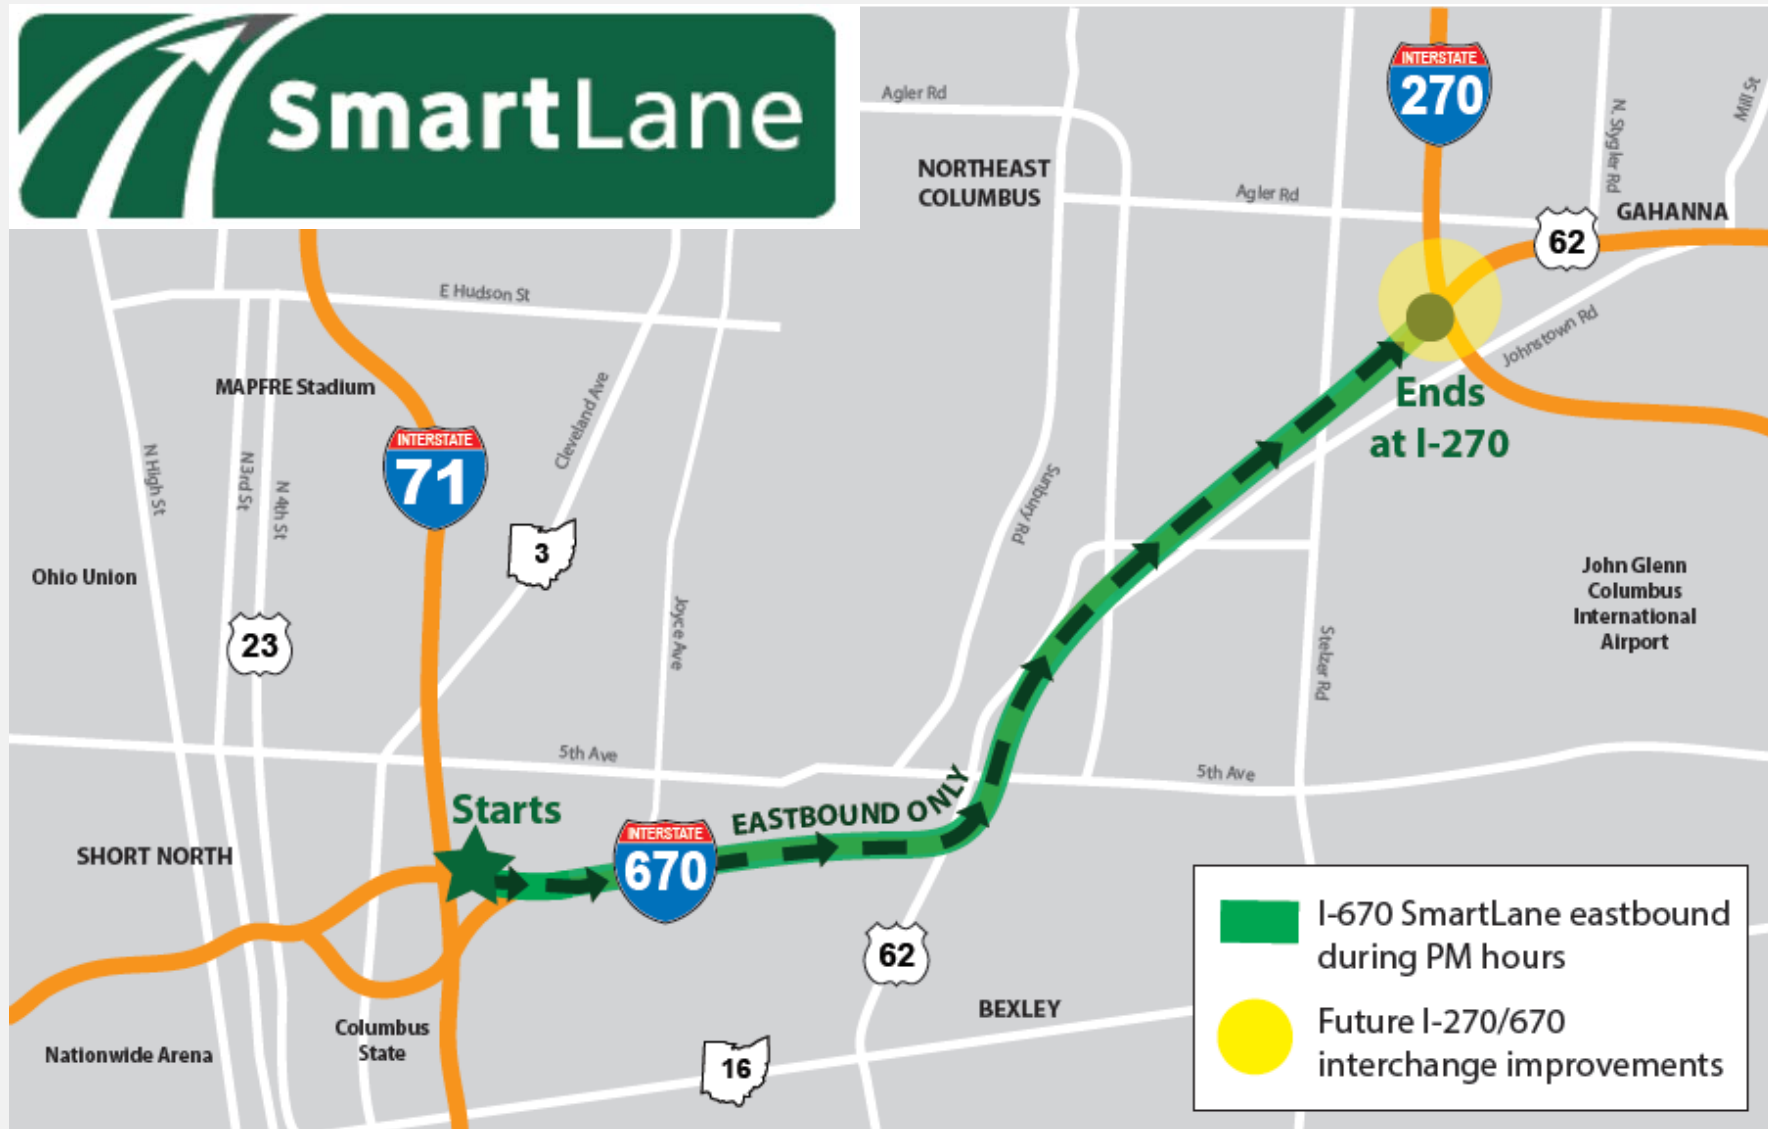 SmartLane
Agler Rd
INTERSTATE
270
N. Stygler Rd
Mill St
NORTHEAST
COLUMBUS
Agler Rd
GAHANNA
62
E Hudson St
Johnstown Rd
MAPFRE Stadium
Cleveland Ave
Ends
at I-270
INTERSTATE
71
N High St
N 3rd St
N 4th St
Sunbury Rd
3
Ohio Union
John Glenn
Columbus
International
Airport
23
Joyce Ave
Stelzer Rd
5th Ave
5th Ave
Starts
EASTBOUND ONLY
INTERSTATE
670
SHORT NORTH
62
I-670 SmartLane eastbound
during PM hours
BEXLEY
Future I-270/670
interchange improvements
Columbus
State
Nationwide Arena
16